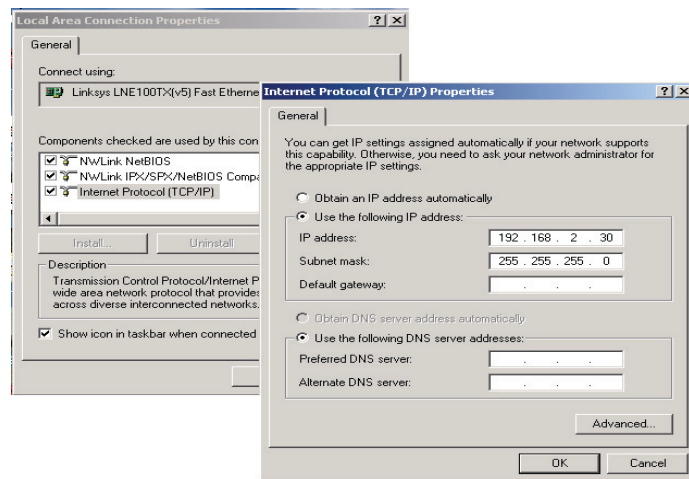 Local Area Connection Properties
General
Connect using:
Linksys LNE100TX(v5) Fast Etherne
Components checked are used by this con
NWLink NetBIOS
NWLink IPX/SPX/NetBIOS Compa
Internet Protocol (TCP/IP)
Install...
Uninstall
Description
Transmission Control Protocol/Internet P
wide area network protocol that provides
across diverse interconnected networks.
Show icon in taskbar when connected
Internet Protocol (TCP/IP) Properties
General
You can get IP settings assigned automatically if your network supports
this capability. Otherwise, you need to ask your network administrator for
the appropriate IP settings.
Obtain an IP address automatically
Use the following IP address:
IP address:
192 . 168 . 2 . 30
Subnet mask:
255 . 255 . 255 . 0
Default gateway:
. . .
Obtain DNS server address automatically
Use the following DNS server addresses:
Preferred DNS server:
. . .
Alternate DNS server:
. . .
Advanced...
OK
Cancel